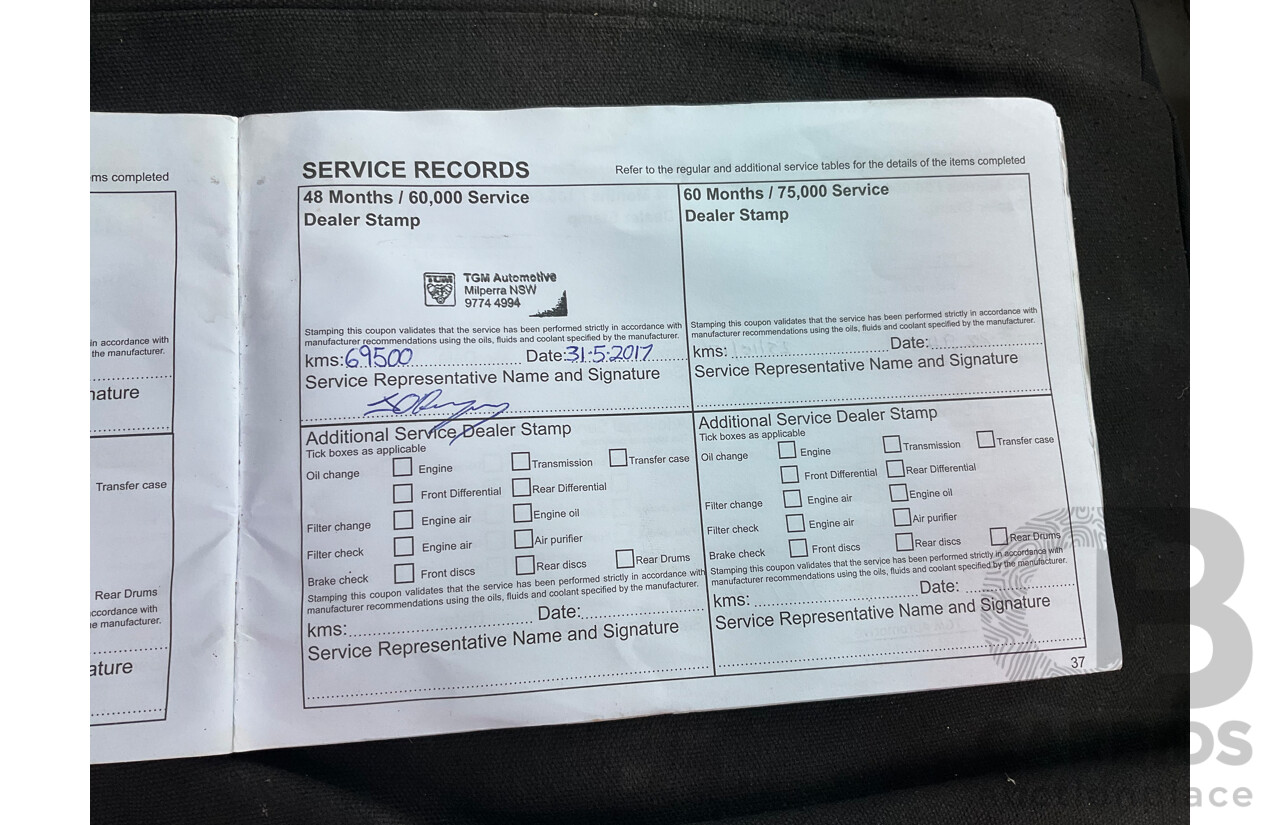 ms completed
in accordance with
the manufacturer.
nature
Transfer case
Rear Drums
ccordance with
e manufacturer.
ature
SERVICE RECORDS
Refer to the regular and additional service tables for the details of the items completed
48 Months / 60,000 Service
Dealer Stamp
TGM
TGM Automotive
Milperra NSW
9774 4994
Stamping this coupon validates that the service has been performed strictly in accordance with
manufacturer recommendations using the oils, fluids and coolant specified by the manufacturer.
kms: 69500 Date: 31.5.2017
Service Representative Name and Signature
Additional Service Dealer Stamp
Tick boxes as applicable
Oil change Engine Transmission Transfer case
Front Differential Rear Differential
Filter change Engine air Engine oil
Filter check Engine air Air purifier
Brake check Front discs Rear discs Rear Drums
Stamping this coupon validates that the service has been performed strictly in accordance with
manufacturer recommendations using the oils, fluids and coolant specified by the manufacturer.
kms: Date:
Service Representative Name and Signature
60 Months / 75,000 Service
Dealer Stamp
Stamping this coupon validates that the service has been performed strictly in accordance with
manufacturer recommendations using the oils, fluids and coolant specified by the manufacturer.
kms: Date:
Service Representative Name and Signature
Additional Service Dealer Stamp
Tick boxes as applicable
Oil change Engine Transmission Transfer case
Front Differential Rear Differential
Filter change Engine air Engine oil
Filter check Engine air Air purifier
Brake check Front discs Rear discs Rear Drums
Stamping this coupon validates that the service has been performed strictly in accordance with
manufacturer recommendations using the oils, fluids and coolant specified by the manufacturer.
kms: Date:
Service Representative Name and Signature
37